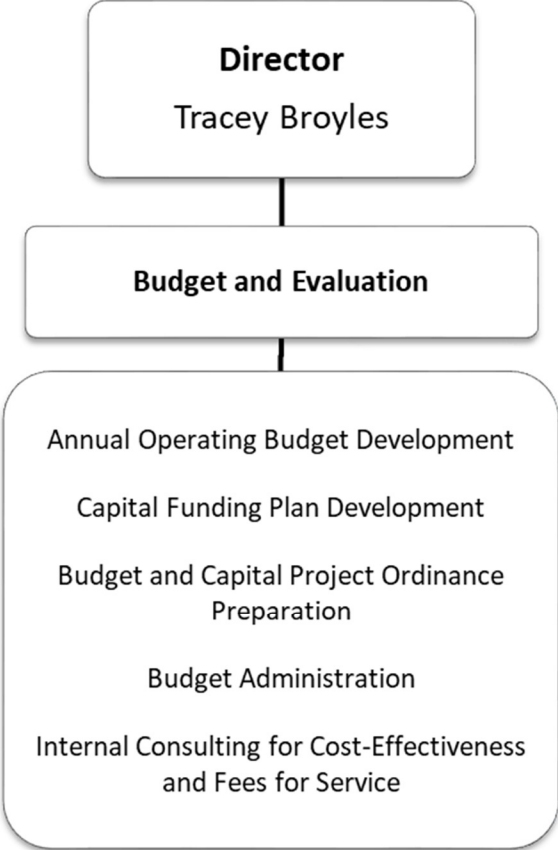 Director
Tracey Broyles
Budget and Evaluation
Annual Operating Budget Development
Capital Funding Plan Development
Budget and Capital Project Ordinance
Preparation
Budget Administration
Internal Consulting for Cost-Effectiveness
and Fees for Service